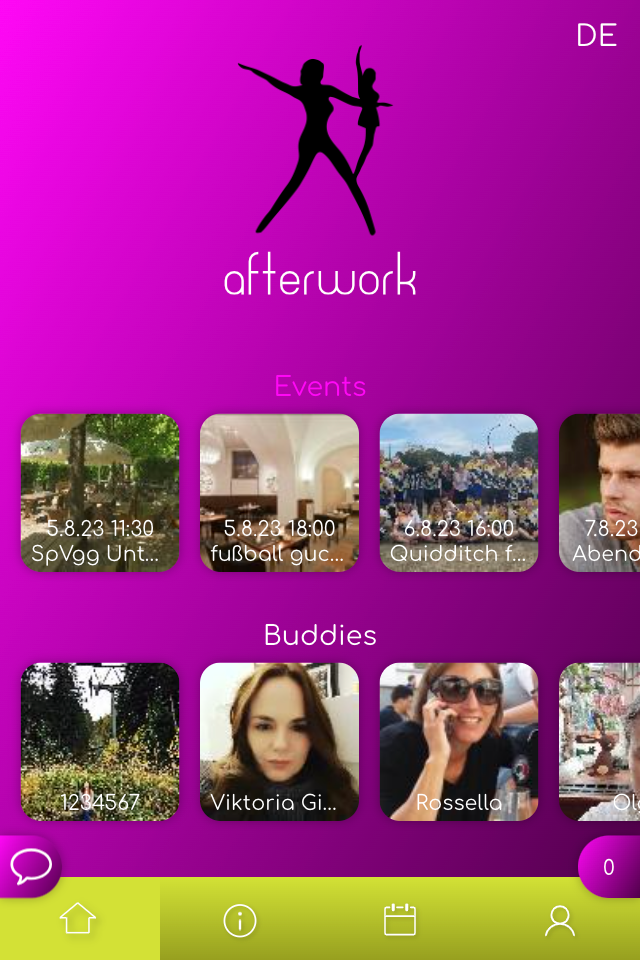 DE
afterwork
Events
5.8.23 11:30
SpVgg Unt...
5.8.23 18:00
fußball guc...
6.8.23 16:00
Quidditch f...
7.8.23
Abend
Buddies
1234567
Viktoria Gi...
Rossella
Ol
0